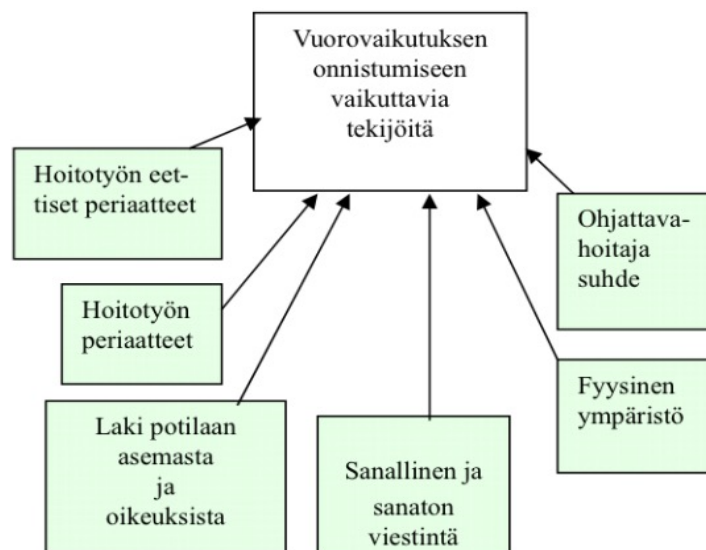 Vuorovaikutuksen
onnistumiseen
vaikuttavia
tekijöitä
Hoitotyön eet-
tiset periaatteet
Ohjattava-
hoitaja
suhde
Hoitotyön
periaatteet
Fyysinen
ympäristö
Laki potilaan
asemasta
ja
oikeuksista
Sanallinen ja
sanaton
viestintä